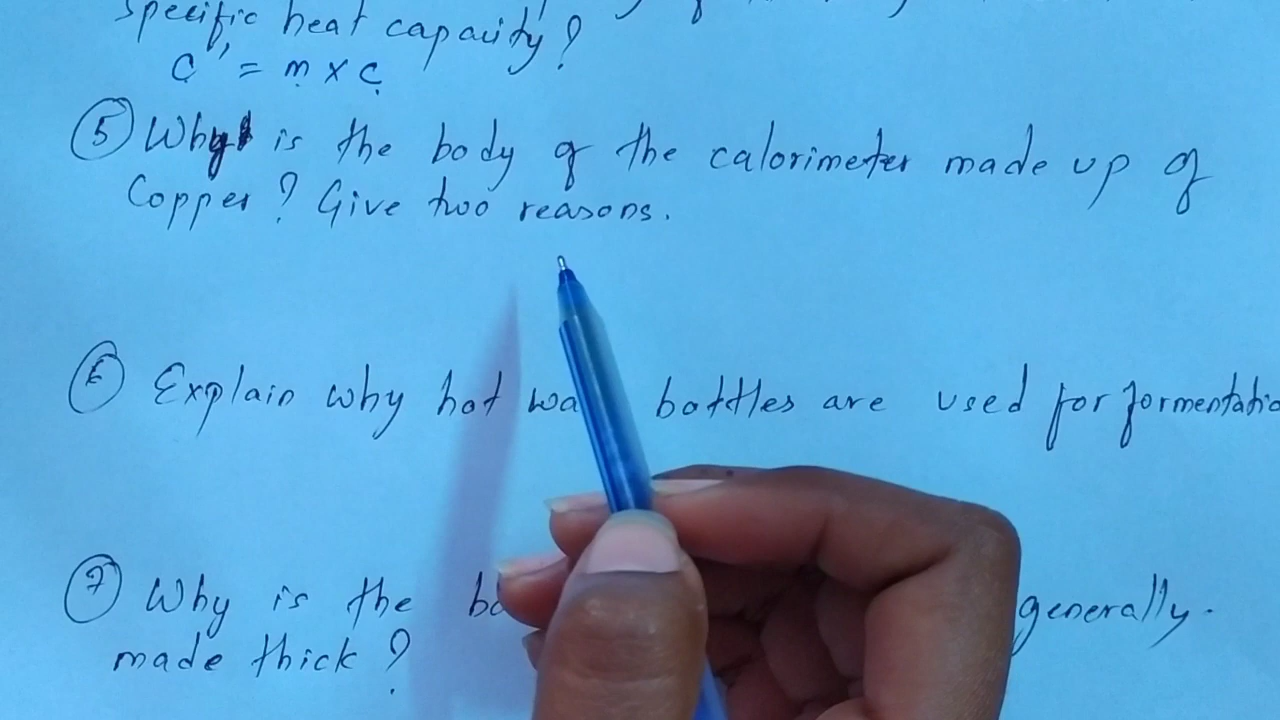 specific heat capacity?
C' = m × c
⑤ Why is the body of the calorimeter made up of
Copper? Give two reasons.
⑥ Explain why hot wa bottles are used for formentatio
⑦ Why is the generally.
made thick?